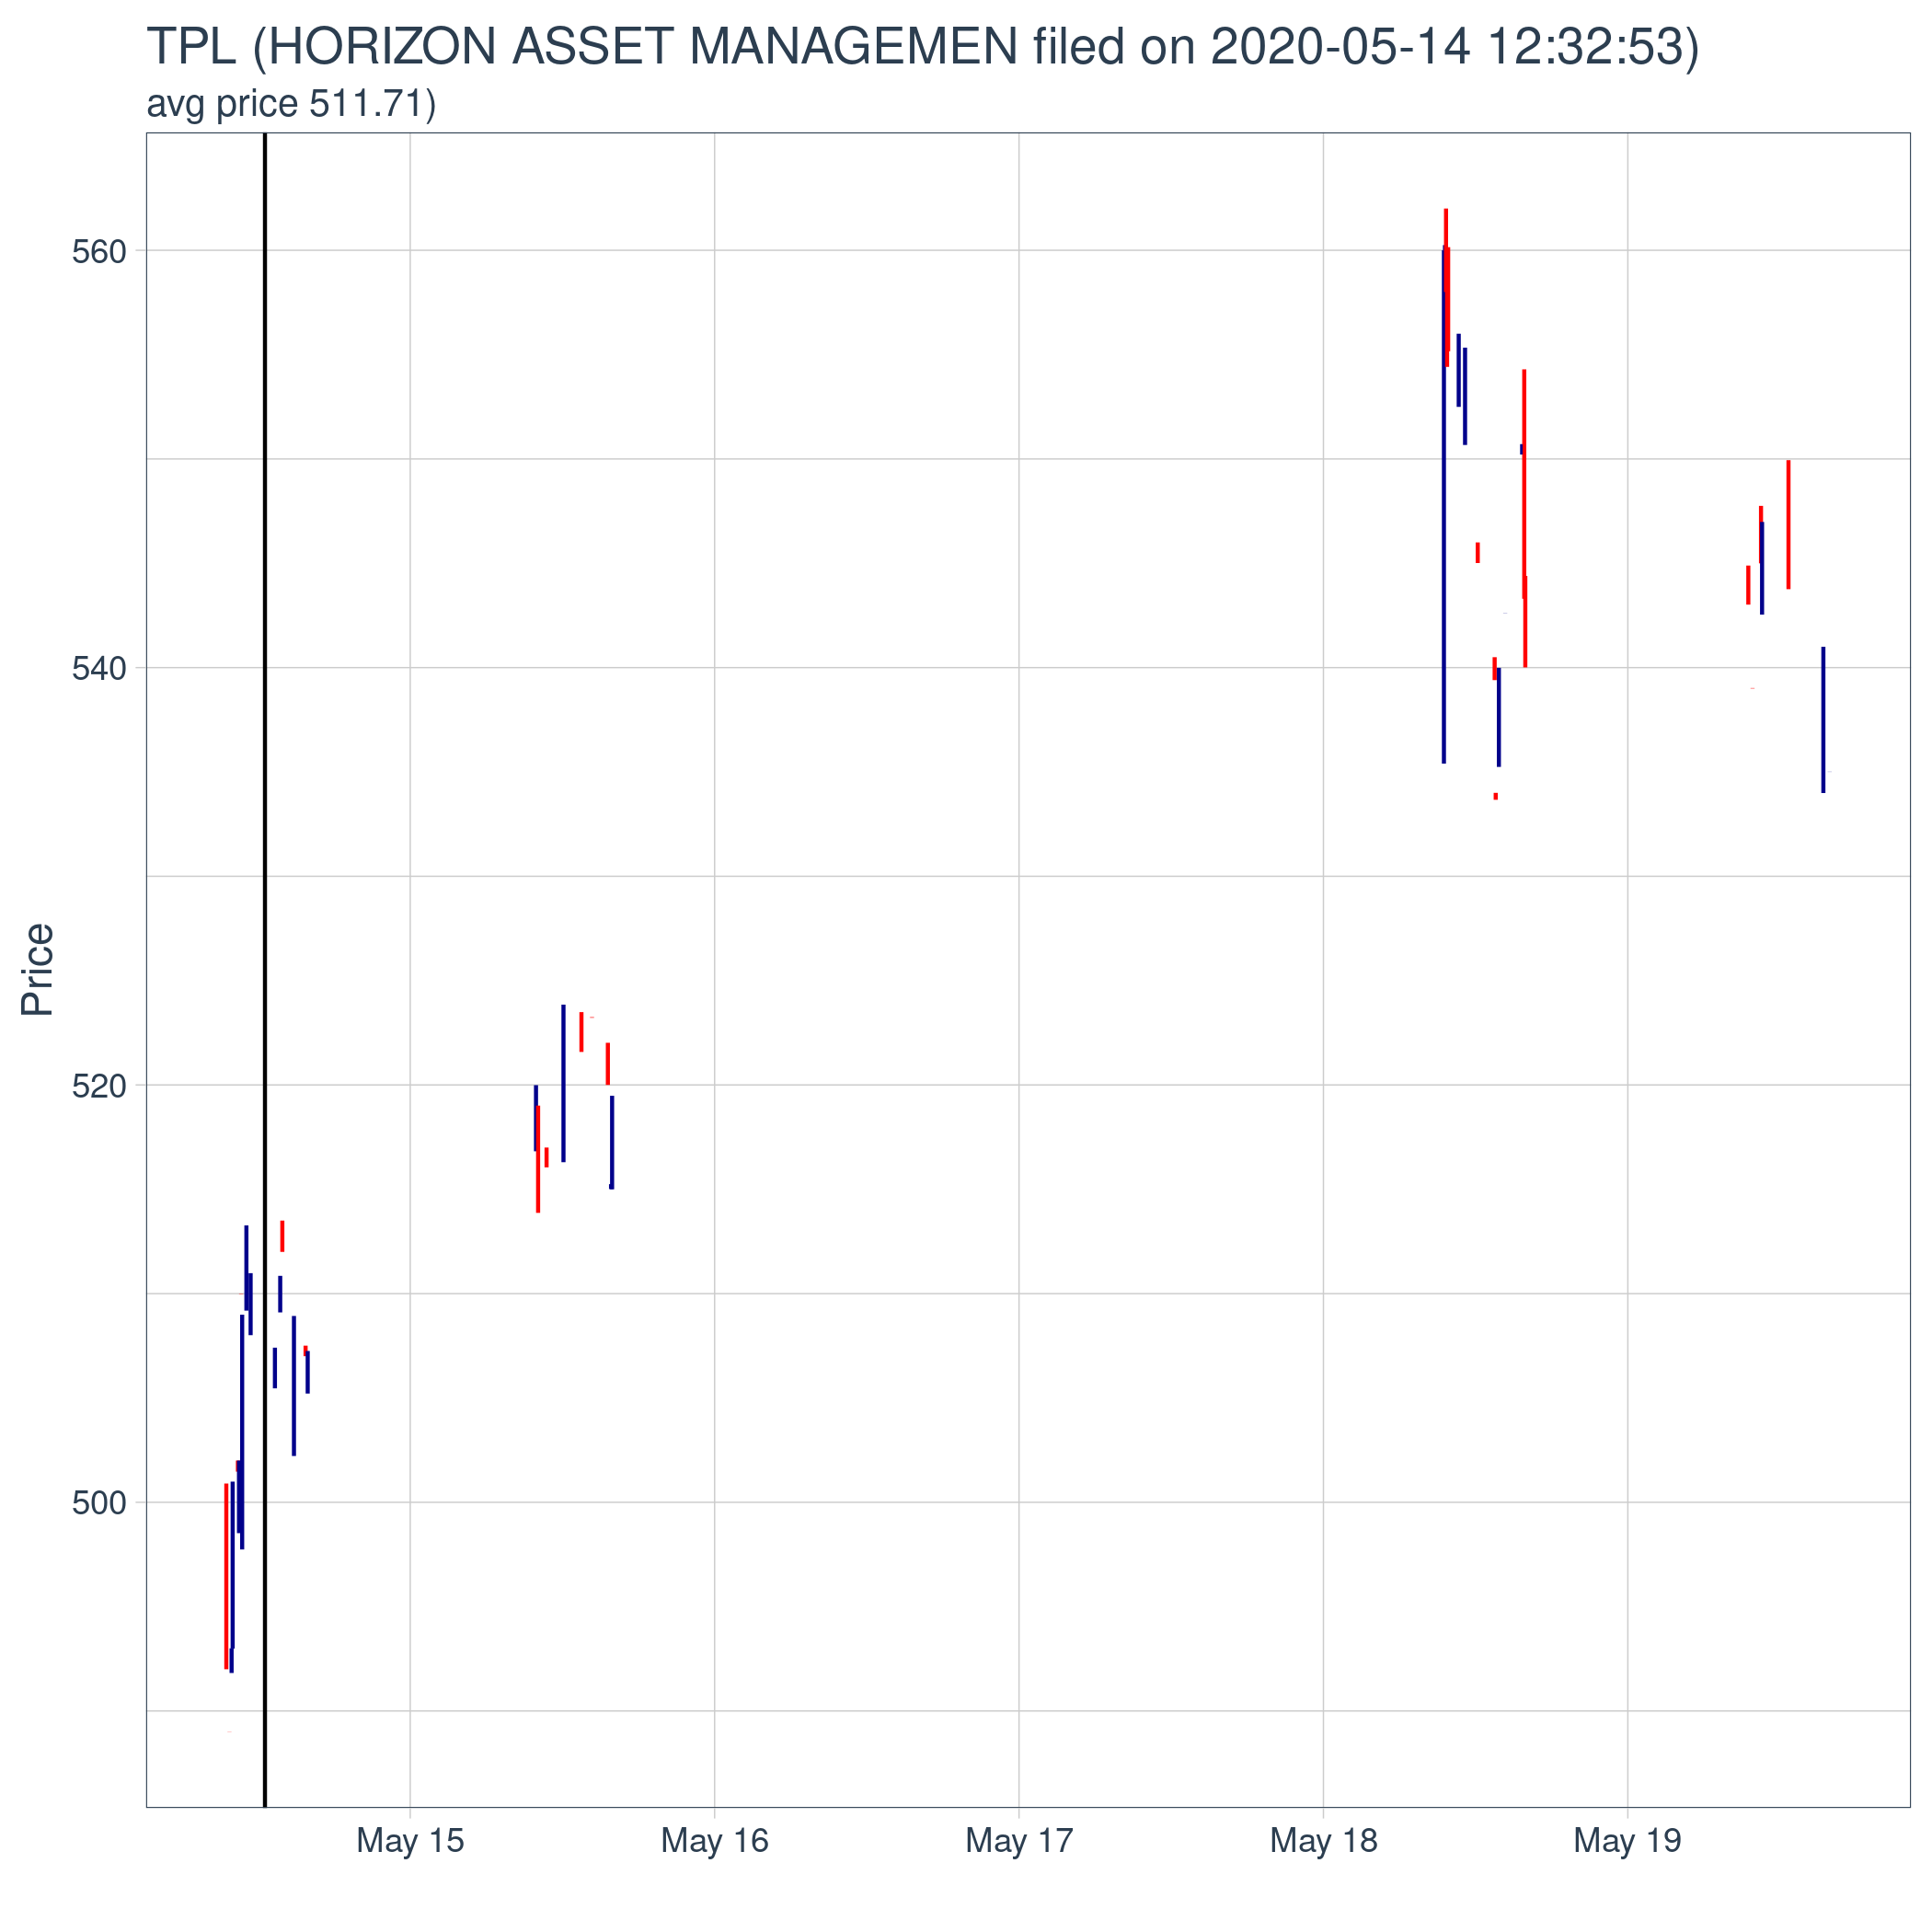 TPL (HORIZON ASSET MANAGEMEN filed on 2020-05-14 12:32:53)
avg price 511.71)
560
540
520
500
Price
May 15 May 16 May 17 May 18 May 19